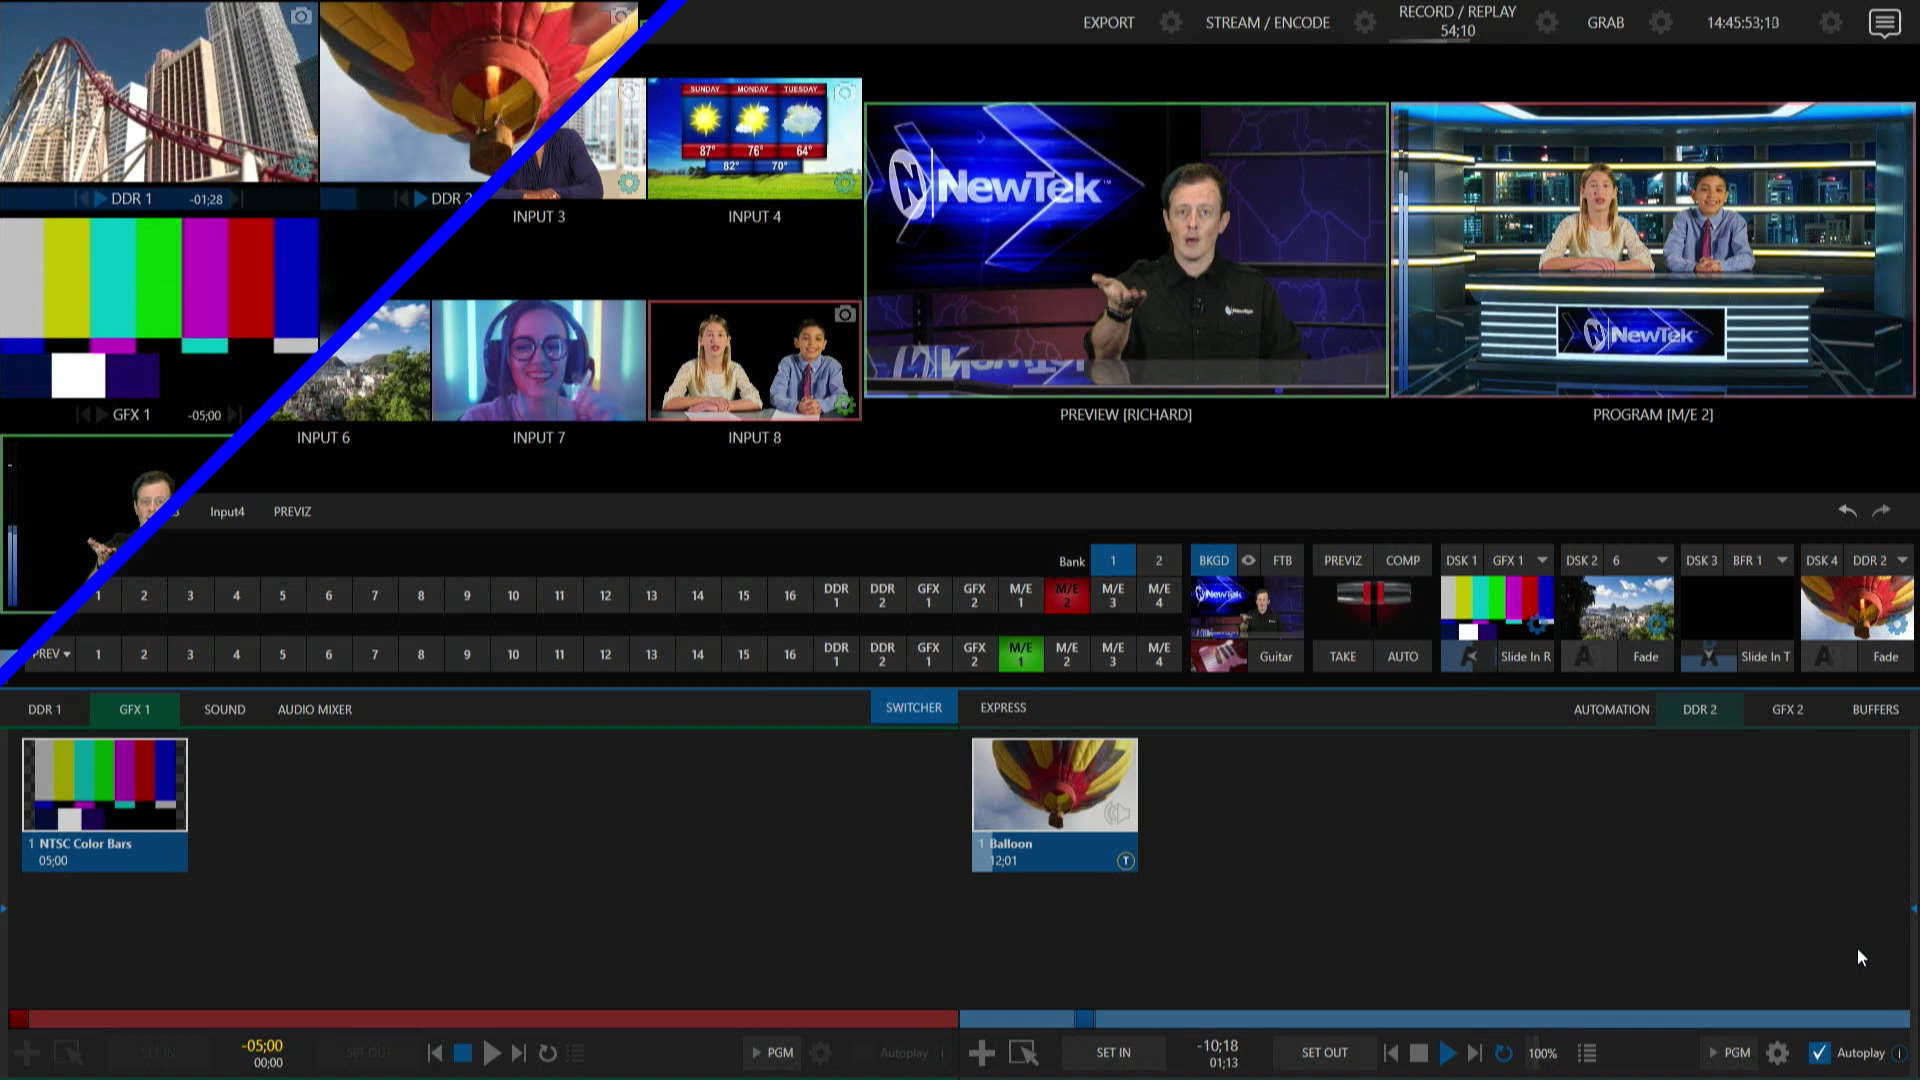 EXPORT
STREAM / ENCODE
RECORD / REPLAY
54;10
GRAB
14:45:53;10
DDR 1
-01;28
DDR 2
INPUT 3
SUNDAY MONDAY TUESDAY
87° 76° 64°
82° 70°
INPUT 4
NewTek
NewTek
PREVIEW [RICHARD]
PROGRAM [M/E 2]
GFX 1
-05;00
INPUT 6
INPUT 7
INPUT 8
Input4
PREVIZ
Bank 1 2
1 2 3 4 5 6 7 8 9 10 11 12 13 14 15 16 DDR 1 DDR 2 GFX 1 GFX 2 M/E 1 M/E 2 M/E 3 M/E 4
PREV 1 2 3 4 5 6 7 8 9 10 11 12 13 14 15 16 DDR 1 DDR 2 GFX 1 GFX 2 M/E 1 M/E 2 M/E 3 M/E 4
BKGD FTB
NewTek
Guitar
PREVIZ COMP
TAKE AUTO
DSK 1 GFX 1
Slide In R
DSK 2 6
Fade
DSK 3 BFR 1
Slide In T
DSK 4 DDR 2
Fade
DDR 1 GFX 1 SOUND AUDIO MIXER
SWITCHER EXPRESS
AUTOMATION DDR 2 GFX 2 BUFFERS
1 NTSC Color Bars
05;00
1 Balloon
12;01
T
SET IN
-05;00
00;00
SET OUT
PGM
Autoplay
SET IN
-10;18
01;13
SET OUT
100%
PGM
Autoplay